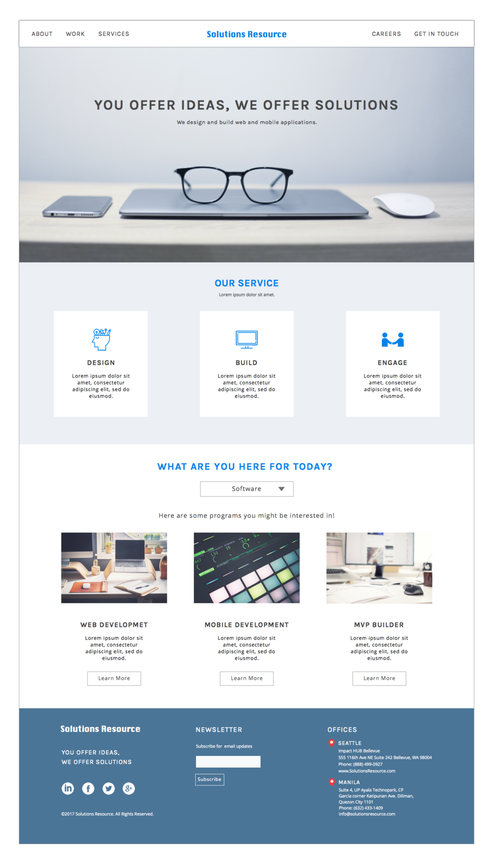 ABOUT WORK SERVICES Solutions Resource CAREERS GET IN TOUCH
YOU OFFER IDEAS, WE OFFER SOLUTIONS
We design and build web and mobile applications.
OUR SERVICE
Lorem ipsum dolor sit amet.
DESIGN
Lorem ipsum dolor sit
amet, consectetur
adipiscing elit, sed do
eiusmod.
BUILD
Lorem ipsum dolor sit
amet, consectetur
adipiscing elit, sed do
eiusmod.
ENGAGE
Lorem ipsum dolor sit
amet, consectetur
adipiscing elit, sed do
eiusmod.
WHAT ARE YOU HERE FOR TODAY?
Software
Here are some programs you might be interested in!
WEB DEVELOPMET
Lorem ipsum dolor sit
amet, consectetur
adipiscing elit, sed do
eiusmod.
Learn More
MOBILE DEVELOPMENT
Lorem ipsum dolor sit
amet, consectetur
adipiscing elit, sed do
eiusmod.
Learn More
MVP BUILDER
Lorem ipsum dolor sit
amet, consectetur
adipiscing elit, sed do
eiusmod.
Learn More
Solutions Resource
YOU OFFER IDEAS,
WE OFFER SOLUTIONS
in f g+
©2017 Solutions Resource. All Rights Reserved.
NEWSLETTER
Subscribe for email updates
Subscribe
OFFICES
SEATTLE
Impact HUB Bellevue
555 116th Ave NE Suite 242 Bellevue, WA 98004
Phone: (888) 499-0927
www.SolutionsResource.com
MANILA
Suite 4, UP Ayala Technopark, CP
Garcia corner Katipunan Ave. Diliman,
Quezon City 1101
Phone: (632) 433-1409
info@solutionsresource.com